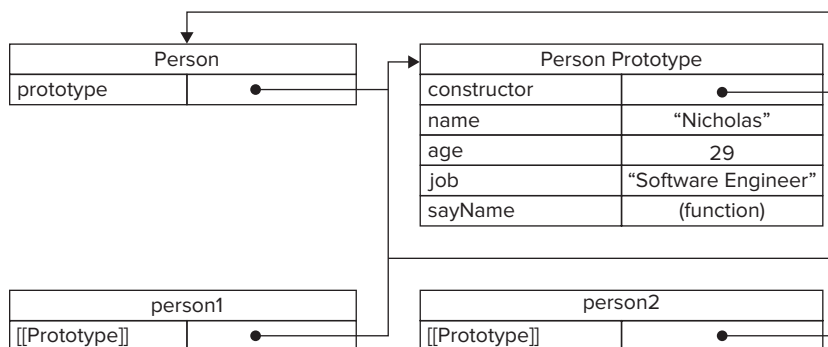 Person
prototype
Person Prototype
constructor
name “Nicholas”
age 29
job “Software Engineer”
sayName (function)
person1
[[Prototype]]
person2
[[Prototype]]